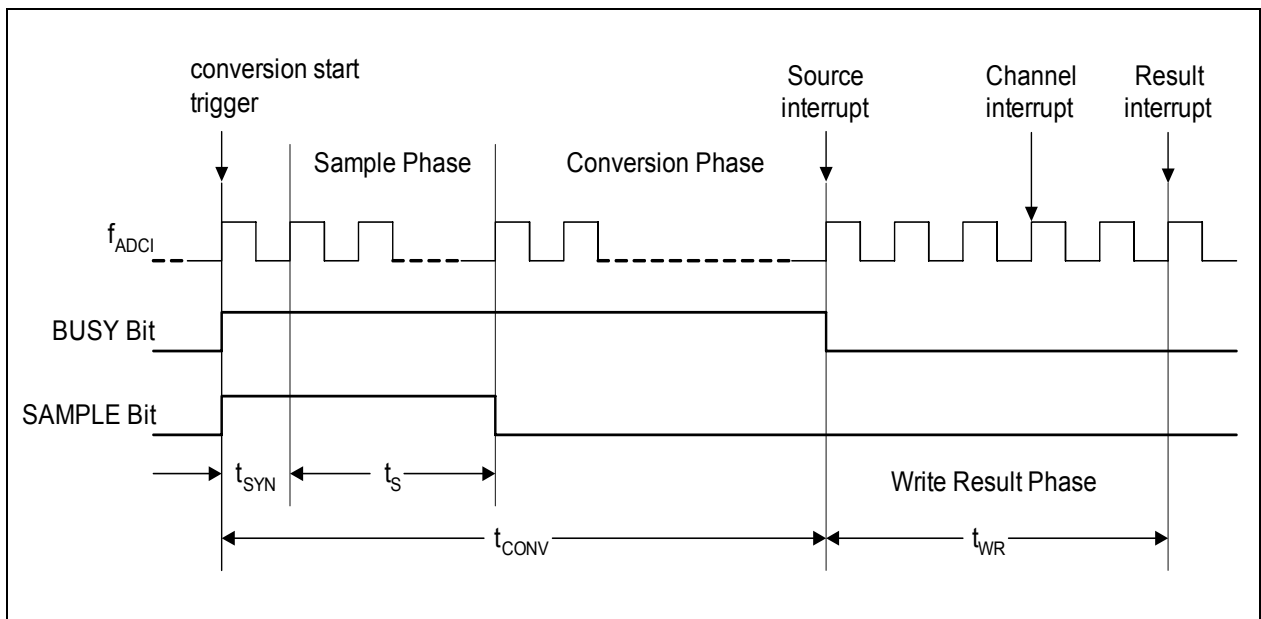 conversion start
trigger
Source
interrupt
Channel
interrupt
Result
interrupt
Sample Phase
Conversion Phase
fADCI
BUSY Bit
SAMPLE Bit
tSYN
tS
Write Result Phase
tCONV
tWR